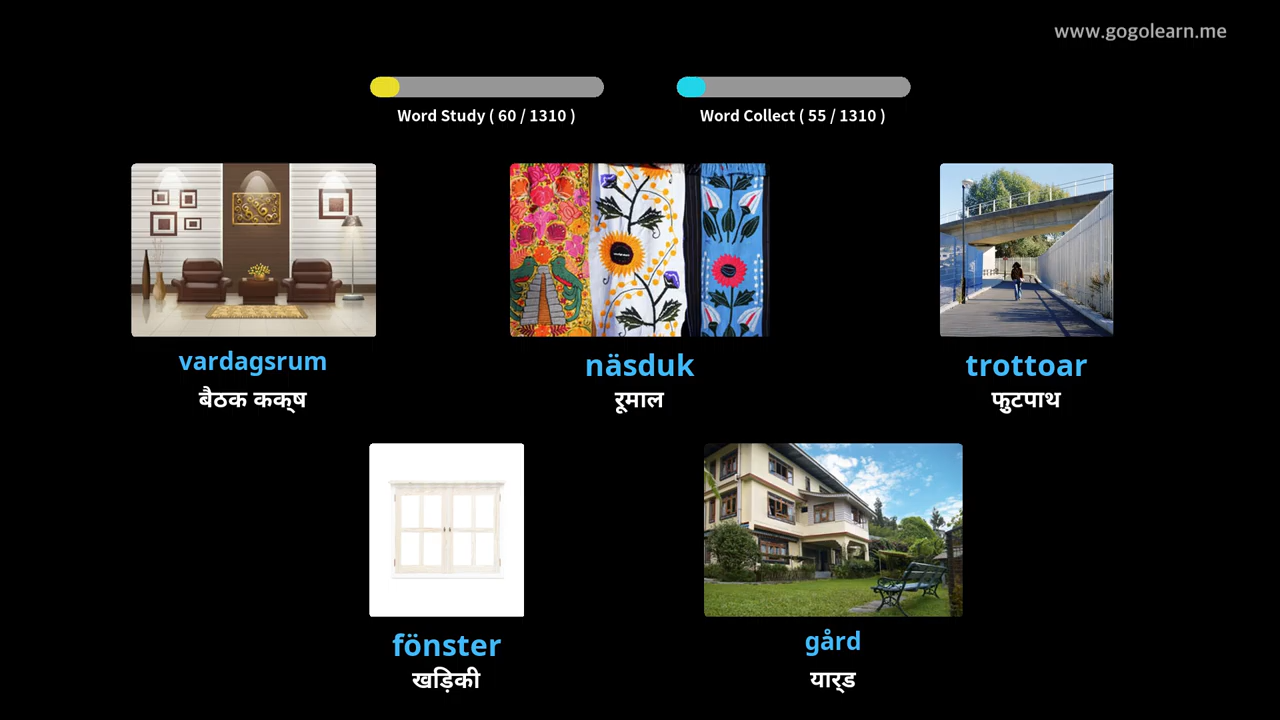 www.gogolearn.me
Word Study ( 60 / 1310 )
Word Collect ( 55 / 1310 )
vardagsrum
बैठक कक्ष
näsduk
रूमाल
trottoar
फुटपाथ
fönster
खड़िकी
gård
यार्ड